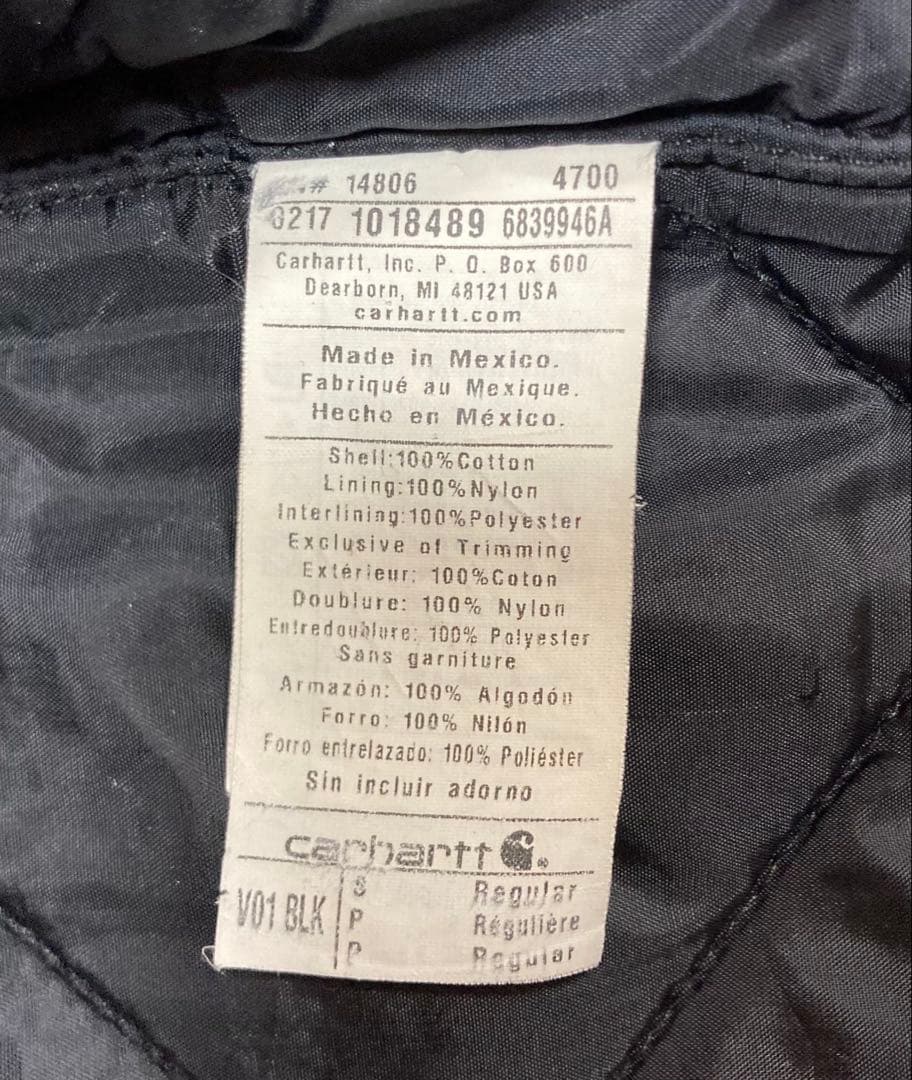 # 14806 4700
0217 1018489 6839946A
Carhartt, Inc. P. O. Box 600
Dearborn, MI 48121 USA
carhartt.com
Made in Mexico.
Fabriqué au Mexique.
Hecho en México.
Shell:100%Cotton
Lining:100%Nylon
Interlining:100%Polyester
Exclusive of Trimming
Extérieur: 100%Coton
Doublure: 100% Nylon
Entredoublure: 100% Polyester
Sans garniture
Armazón: 100% Algodón
Forro: 100% Nilón
Forro entrelazado: 100% Poliéster
Sin incluir adorno
carhartt
V01 BLK
S Regular
P Régulière
P Regular